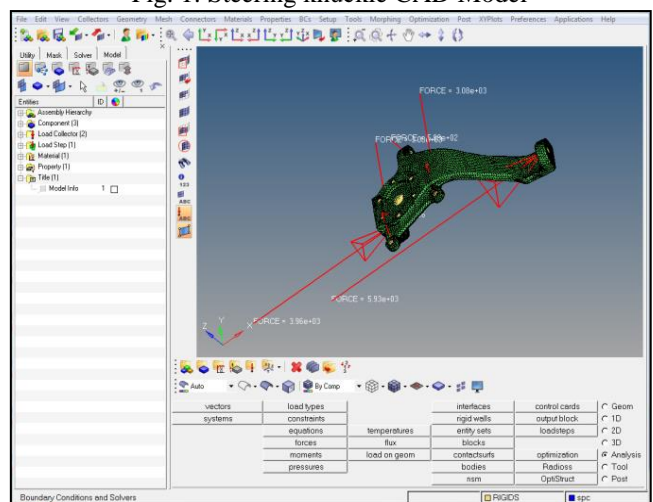 Fig. 1: Steering knuckle CAD Model
File Edit View Collectors Geometry Mesh Connectors Materials Properties BCs Setup Tools Morphing Optimization Post XYPlots Preferences Applications Help
Utility Mask Solver Model
Entities ID
Assembly Hierarchy
Component (3)
Load Collector (2)
Load Step (1)
Material (1)
Property (1)
Title (1)
Model Info 1
123
ABC
ABC
FORCE = 3.08e+03
FORCE = 5.93e+03
FORCE = 3.96e+03
Z Y X
Auto By Comp
vectors load types interfaces control cards Geom
systems constraints rigid walls output block 1D
equations temperatures entity sets loadsteps 2D
forces flux blocks 3D
moments load on geom contactsurfs optimization Analysis
pressures bodies Radioss Tool
nsm OptiStruct Post
Boundary Conditions and Solvers RIGIDS spc